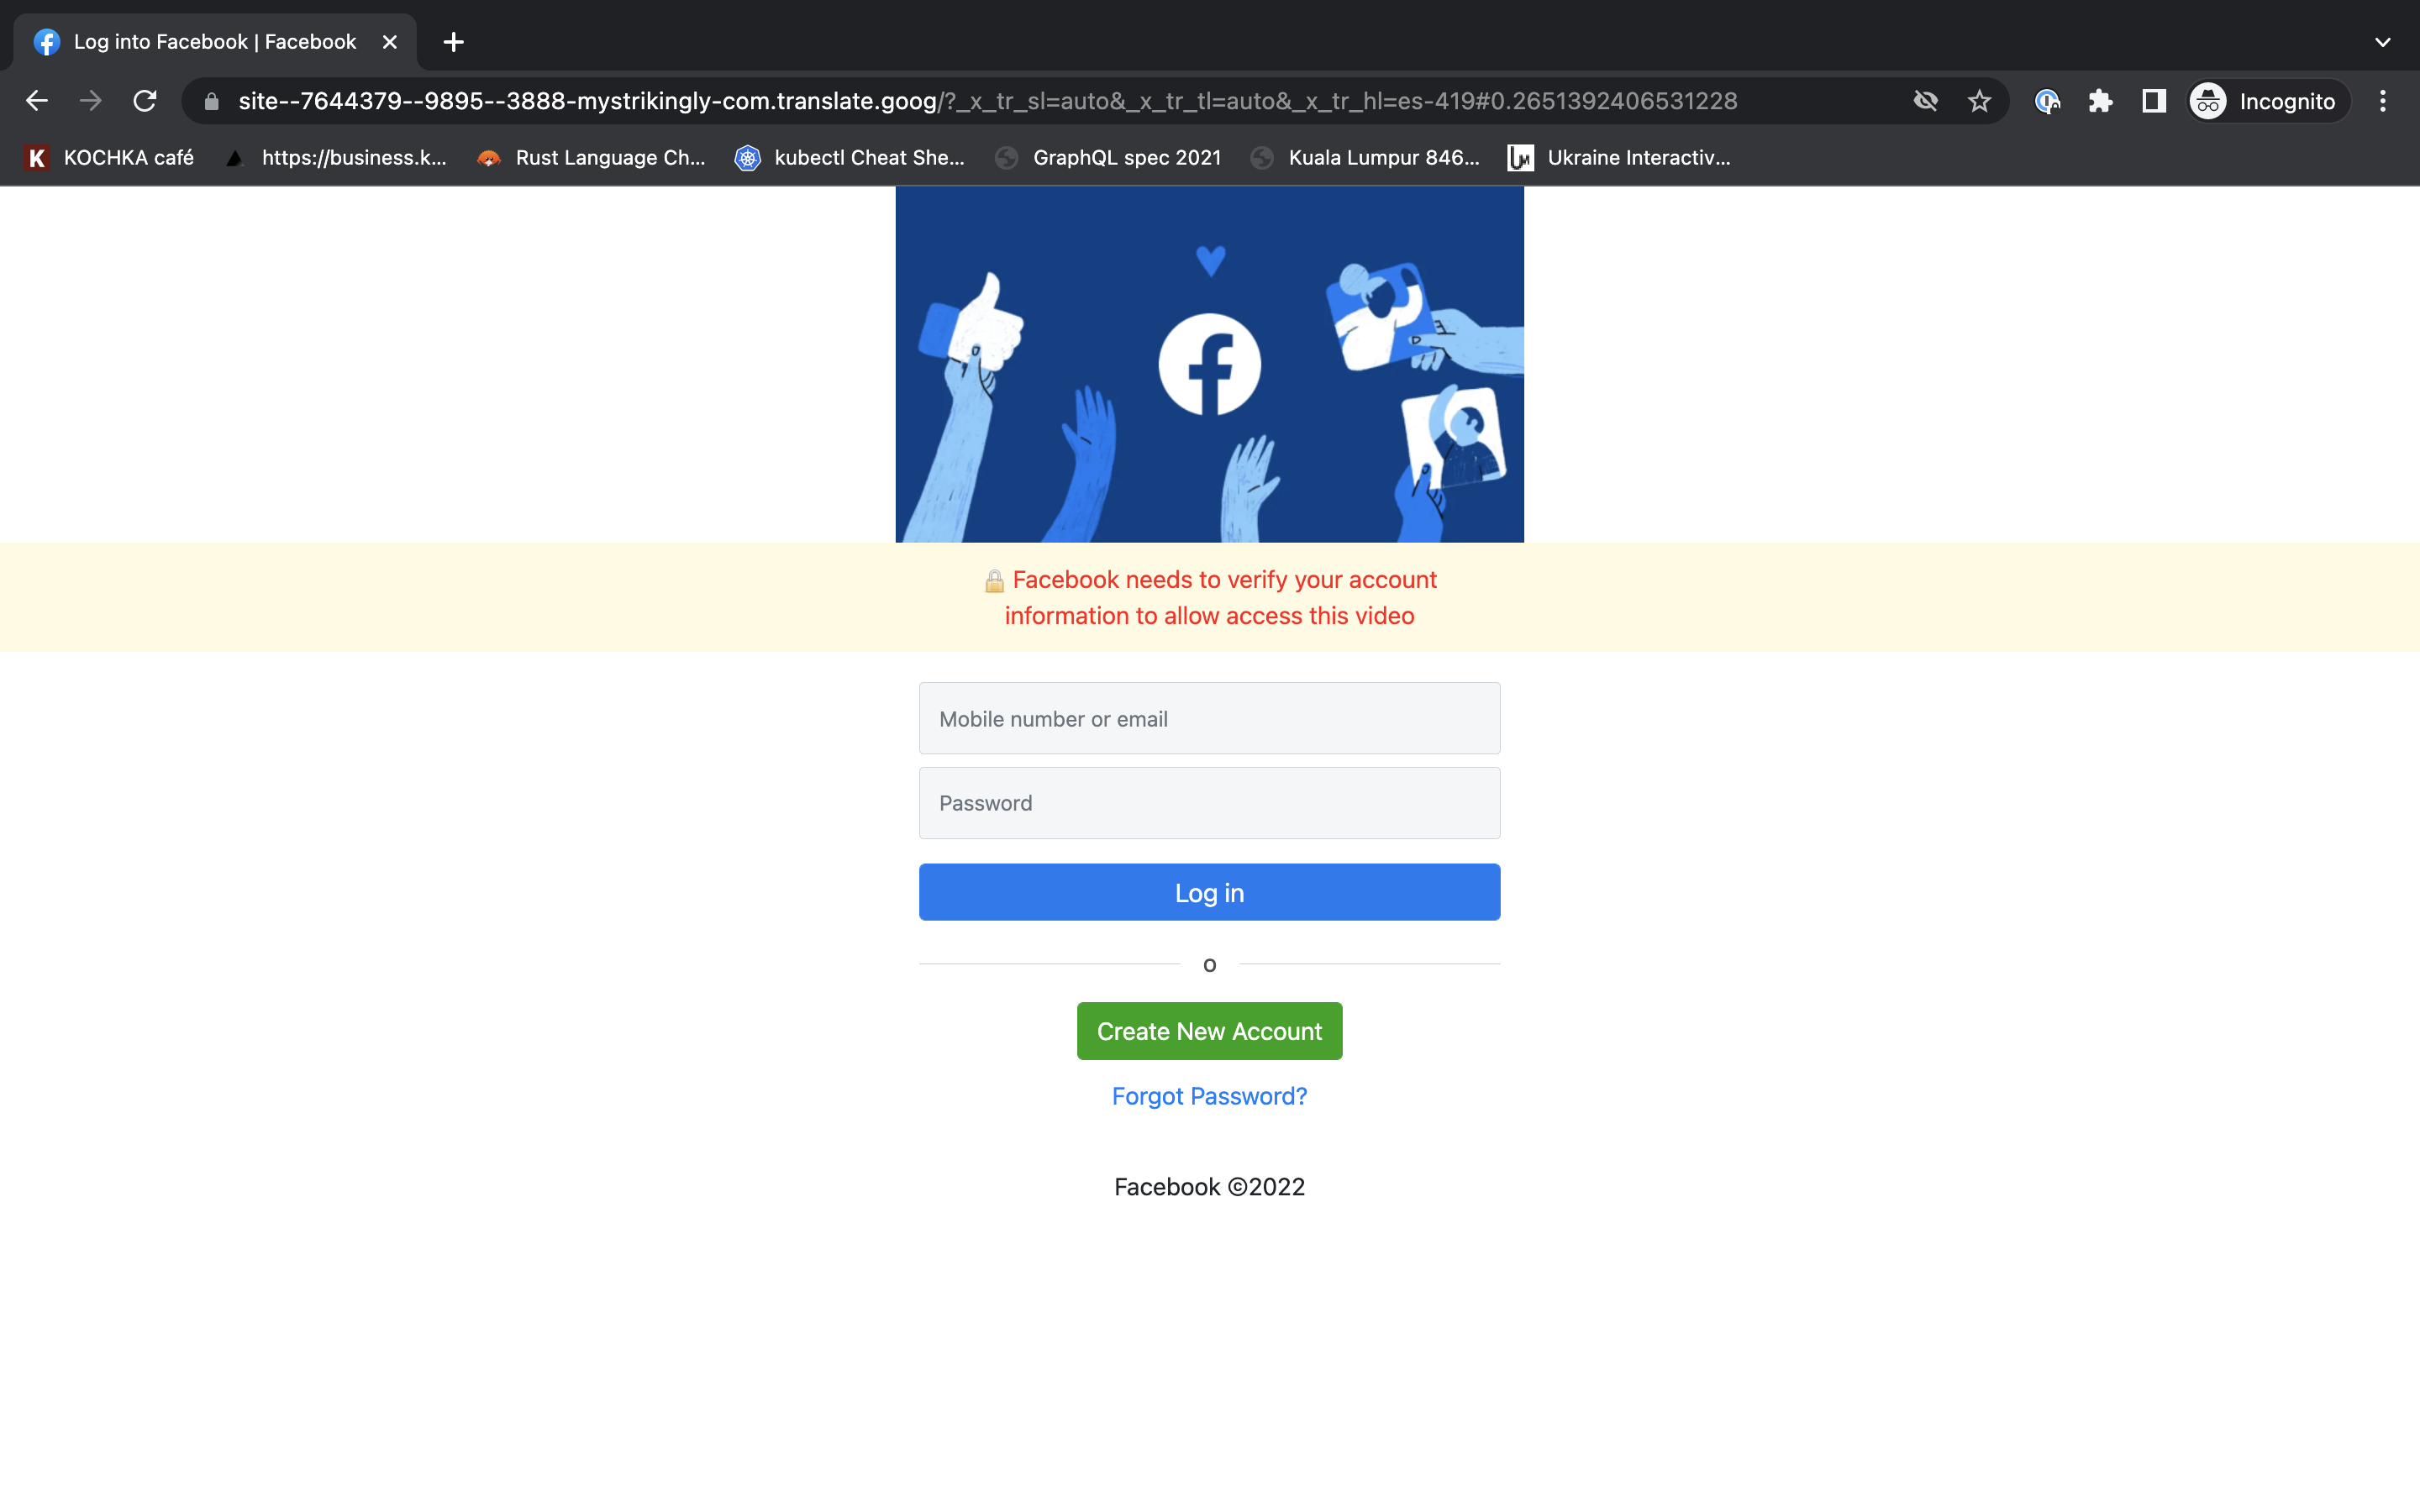 Log into Facebook | Facebook
site--7644379--9895--3888-mystrikingly-com.translate.goog/?_x_tr_sl=auto&_x_tr_tl=auto&_x_tr_hl=es-419#0.2651392406531228
Incognito
KOCHKA café https://business.k... Rust Language Ch... kubectl Cheat She... GraphQL spec 2021 Kuala Lumpur 846... Ukraine Interactiv...
Facebook needs to verify your account
information to allow access this video
Mobile number or email
Password
Log in
o
Create New Account
Forgot Password?
Facebook ©2022